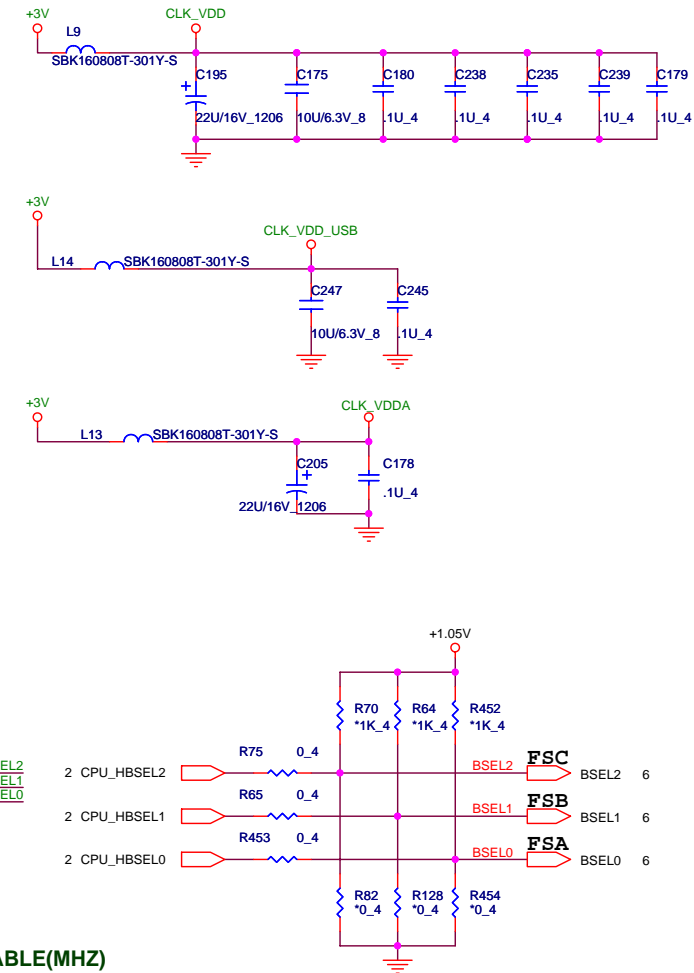 +3V CLK_VDD
L9
SBK160808T-301Y-S
C195 C175 C180 C238 C235 C239 C179
+
22U/16V_1206 10U/6.3V_8 .1U_4 .1U_4 .1U_4 .1U_4 .1U_4
+3V
CLK_VDD_USB
L14 SBK160808T-301Y-S
C247 C245
10U/6.3V_8 .1U_4
+3V CLK_VDDA
L13 SBK160808T-301Y-S
C205 C178
+
.1U_4
22U/16V_1206
+1.05V
R70 R64 R452
*1K_4 *1K_4 *1K_4
R75 0_4 FSC
EL2 2 CPU_HBSEL2 BSEL2 BSEL2 6
EL1
R65 0_4 FSB
EL0
2 CPU_HBSEL1 BSEL1 BSEL1 6
R453 0_4 FSA
2 CPU_HBSEL0 BSEL0 BSEL0 6
R82 R128 R454
*0_4 *0_4 *0_4
ABLE(MHZ)